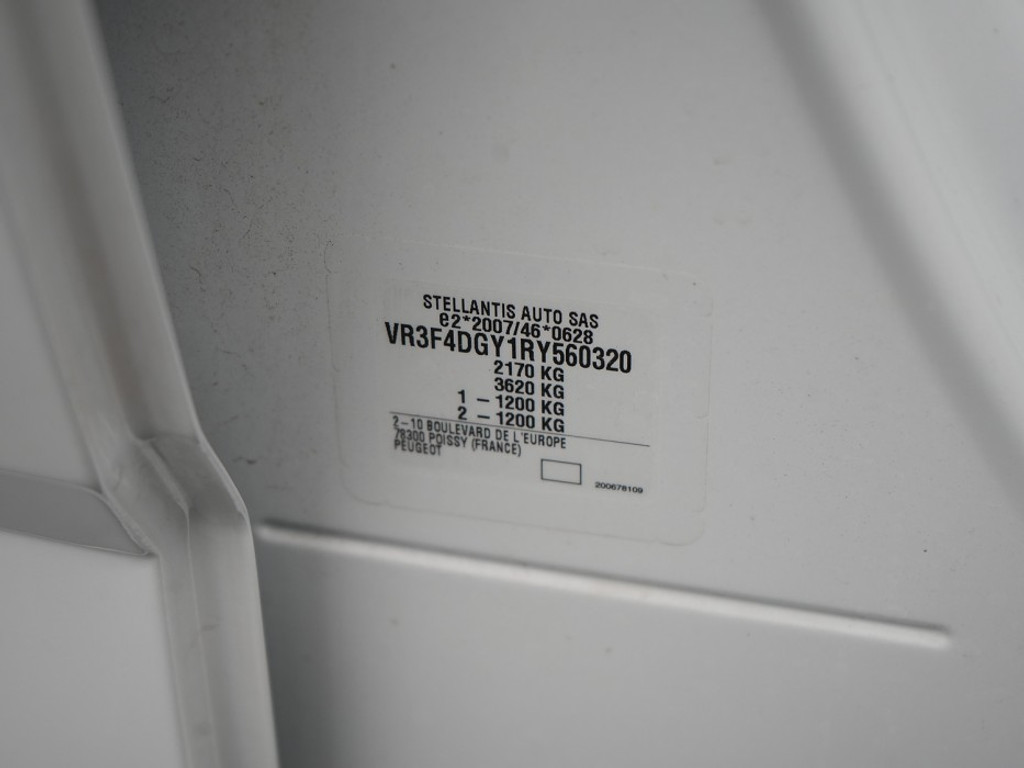 STELLANTIS AUTO SAS
e2*2007/46*0628
VR3F4DGY1RY560320
2170 KG
3620 KG
1 - 1200 KG
2 - 1200 KG
2-10 BOULEVARD DE L'EUROPE
78300 POISSY (FRANCE)
PEUGEOT
200678109